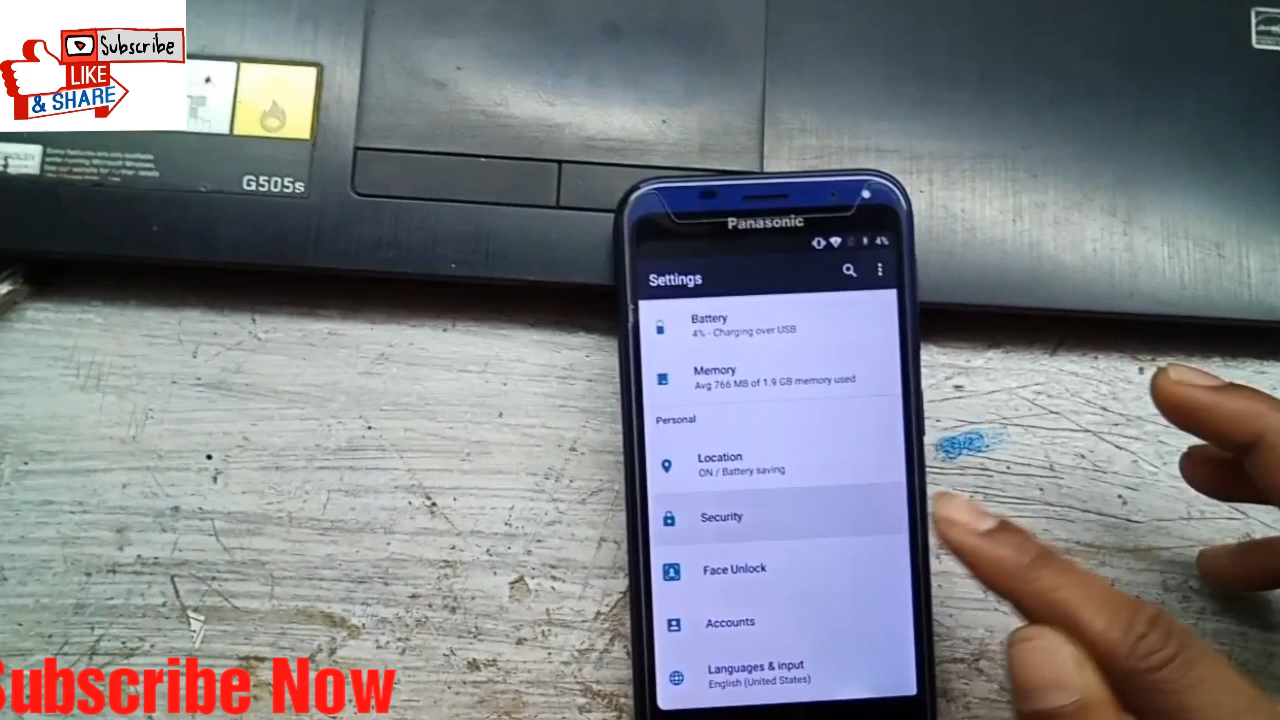 Subscribe
LIKE
& SHARE
G505s
Panasonic
4%
Settings
Battery
4% - Charging over USB
Memory
Avg 766 MB of 1.9 GB memory used
Personal
Location
ON / Battery saving
Security
Face Unlock
Accounts
Languages & input
English (United States)
Subscribe Now